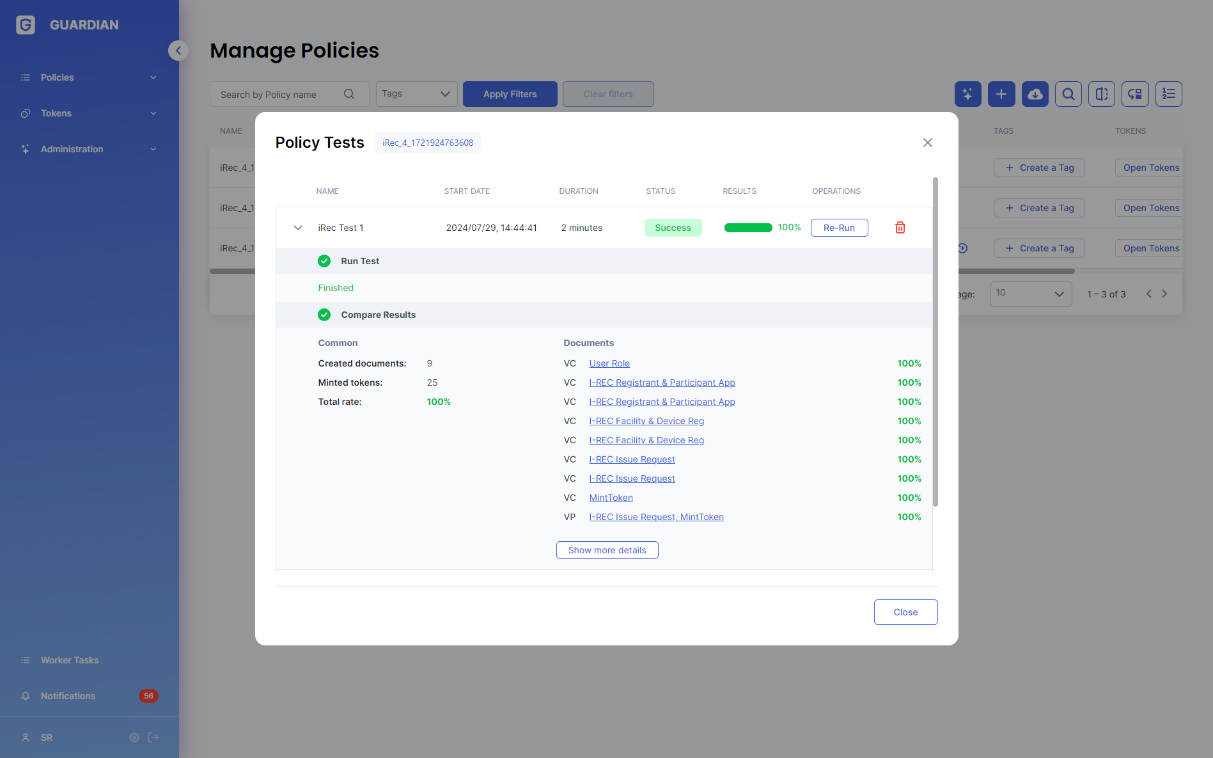 GUARDIAN
Policies
Tokens
Administration
Worker Tasks
Notifications 56
SR
Manage Policies
Search by Policy name
Tags
Apply Filters
Clear filters
NAME TAGS TOKENS
iRec_4_1 + Create a Tag Open Tokens
iRec_4_1 + Create a Tag Open Tokens
iRec_4_1 + Create a Tag Open Tokens
10 1 – 3 of 3
Policy Tests iRec_4_1721924763608
NAME START DATE DURATION STATUS RESULTS OPERATIONS
iRec Test 1 2024/07/29, 14:44:41 2 minutes Success 100% Re-Run
Run Test
Finished
Compare Results
Common
Created documents: 9
Minted tokens: 25
Total rate: 100%
Documents
VC User Role 100%
VC I-REC Registrant & Participant App 100%
VC I-REC Registrant & Participant App 100%
VC I-REC Facility & Device Reg 100%
VC I-REC Facility & Device Reg 100%
VC I-REC Issue Request 100%
VC I-REC Issue Request 100%
VC MintToken 100%
VP I-REC Issue Request, MintToken 100%
Show more details
Close